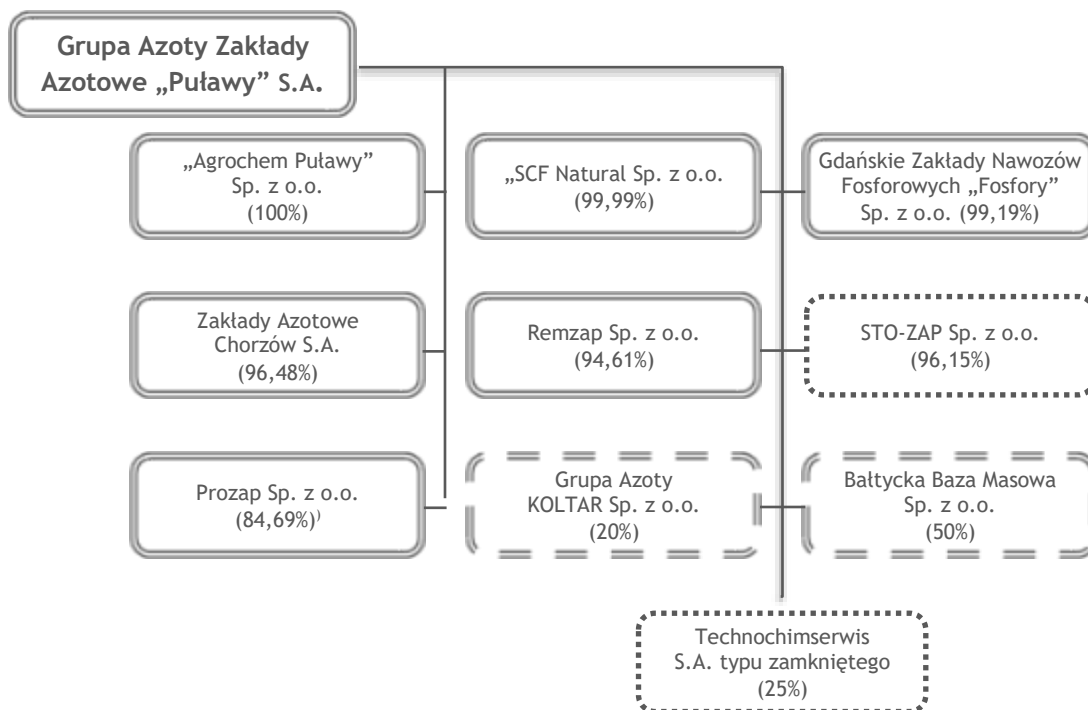 Grupa Azoty Zakłady
Azotowe „Puławy” S.A.
„Agrochem Puławy”
Sp. z o.o.
(100%)
„SCF Natural Sp. z o.o.
(99,99%)
Gdańskie Zakłady Nawozów
Fosforowych „Fosfory”
Sp. z o.o. (99,19%)
Zakłady Azotowe
Chorzów S.A.
(96,48%)
Remzap Sp. z o.o.
(94,61%)
STO-ZAP Sp. z o.o.
(96,15%)
Prozap Sp. z o.o.
(84,69%)⁾
Grupa Azoty
KOLTAR Sp. z o.o.
(20%)
Bałtycka Baza Masowa
Sp. z o.o.
(50%)
Technochimserwis
S.A. typu zamkniętego
(25%)